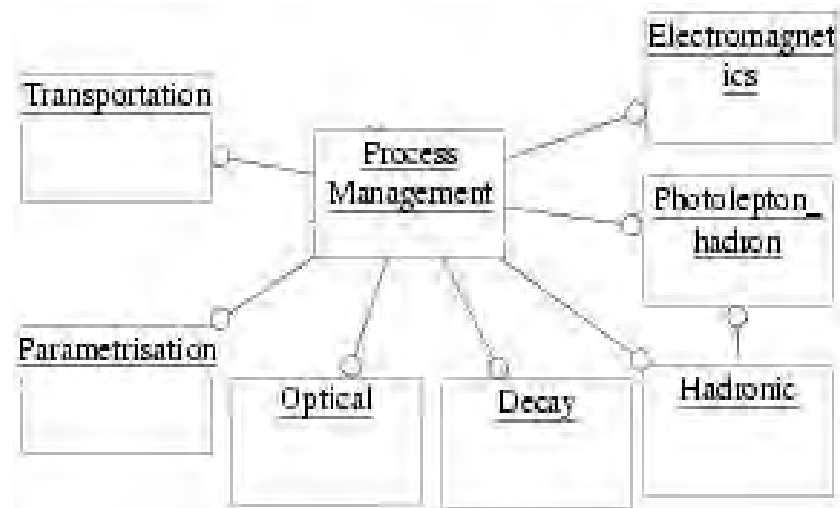 Electromagnet
ics
Transportation
Process
Management
Photolepton_
hadron
Parametrisation
Optical
Decay
Hadronic